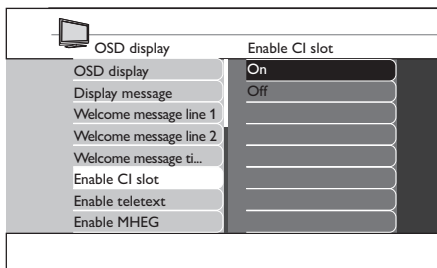 OSD display
Enable CI slot
OSD display
Display message
Welcome message line 1
Welcome message line 2
Welcome message ti...
Enable CI slot
Enable teletext
Enable MHEG
On
Off